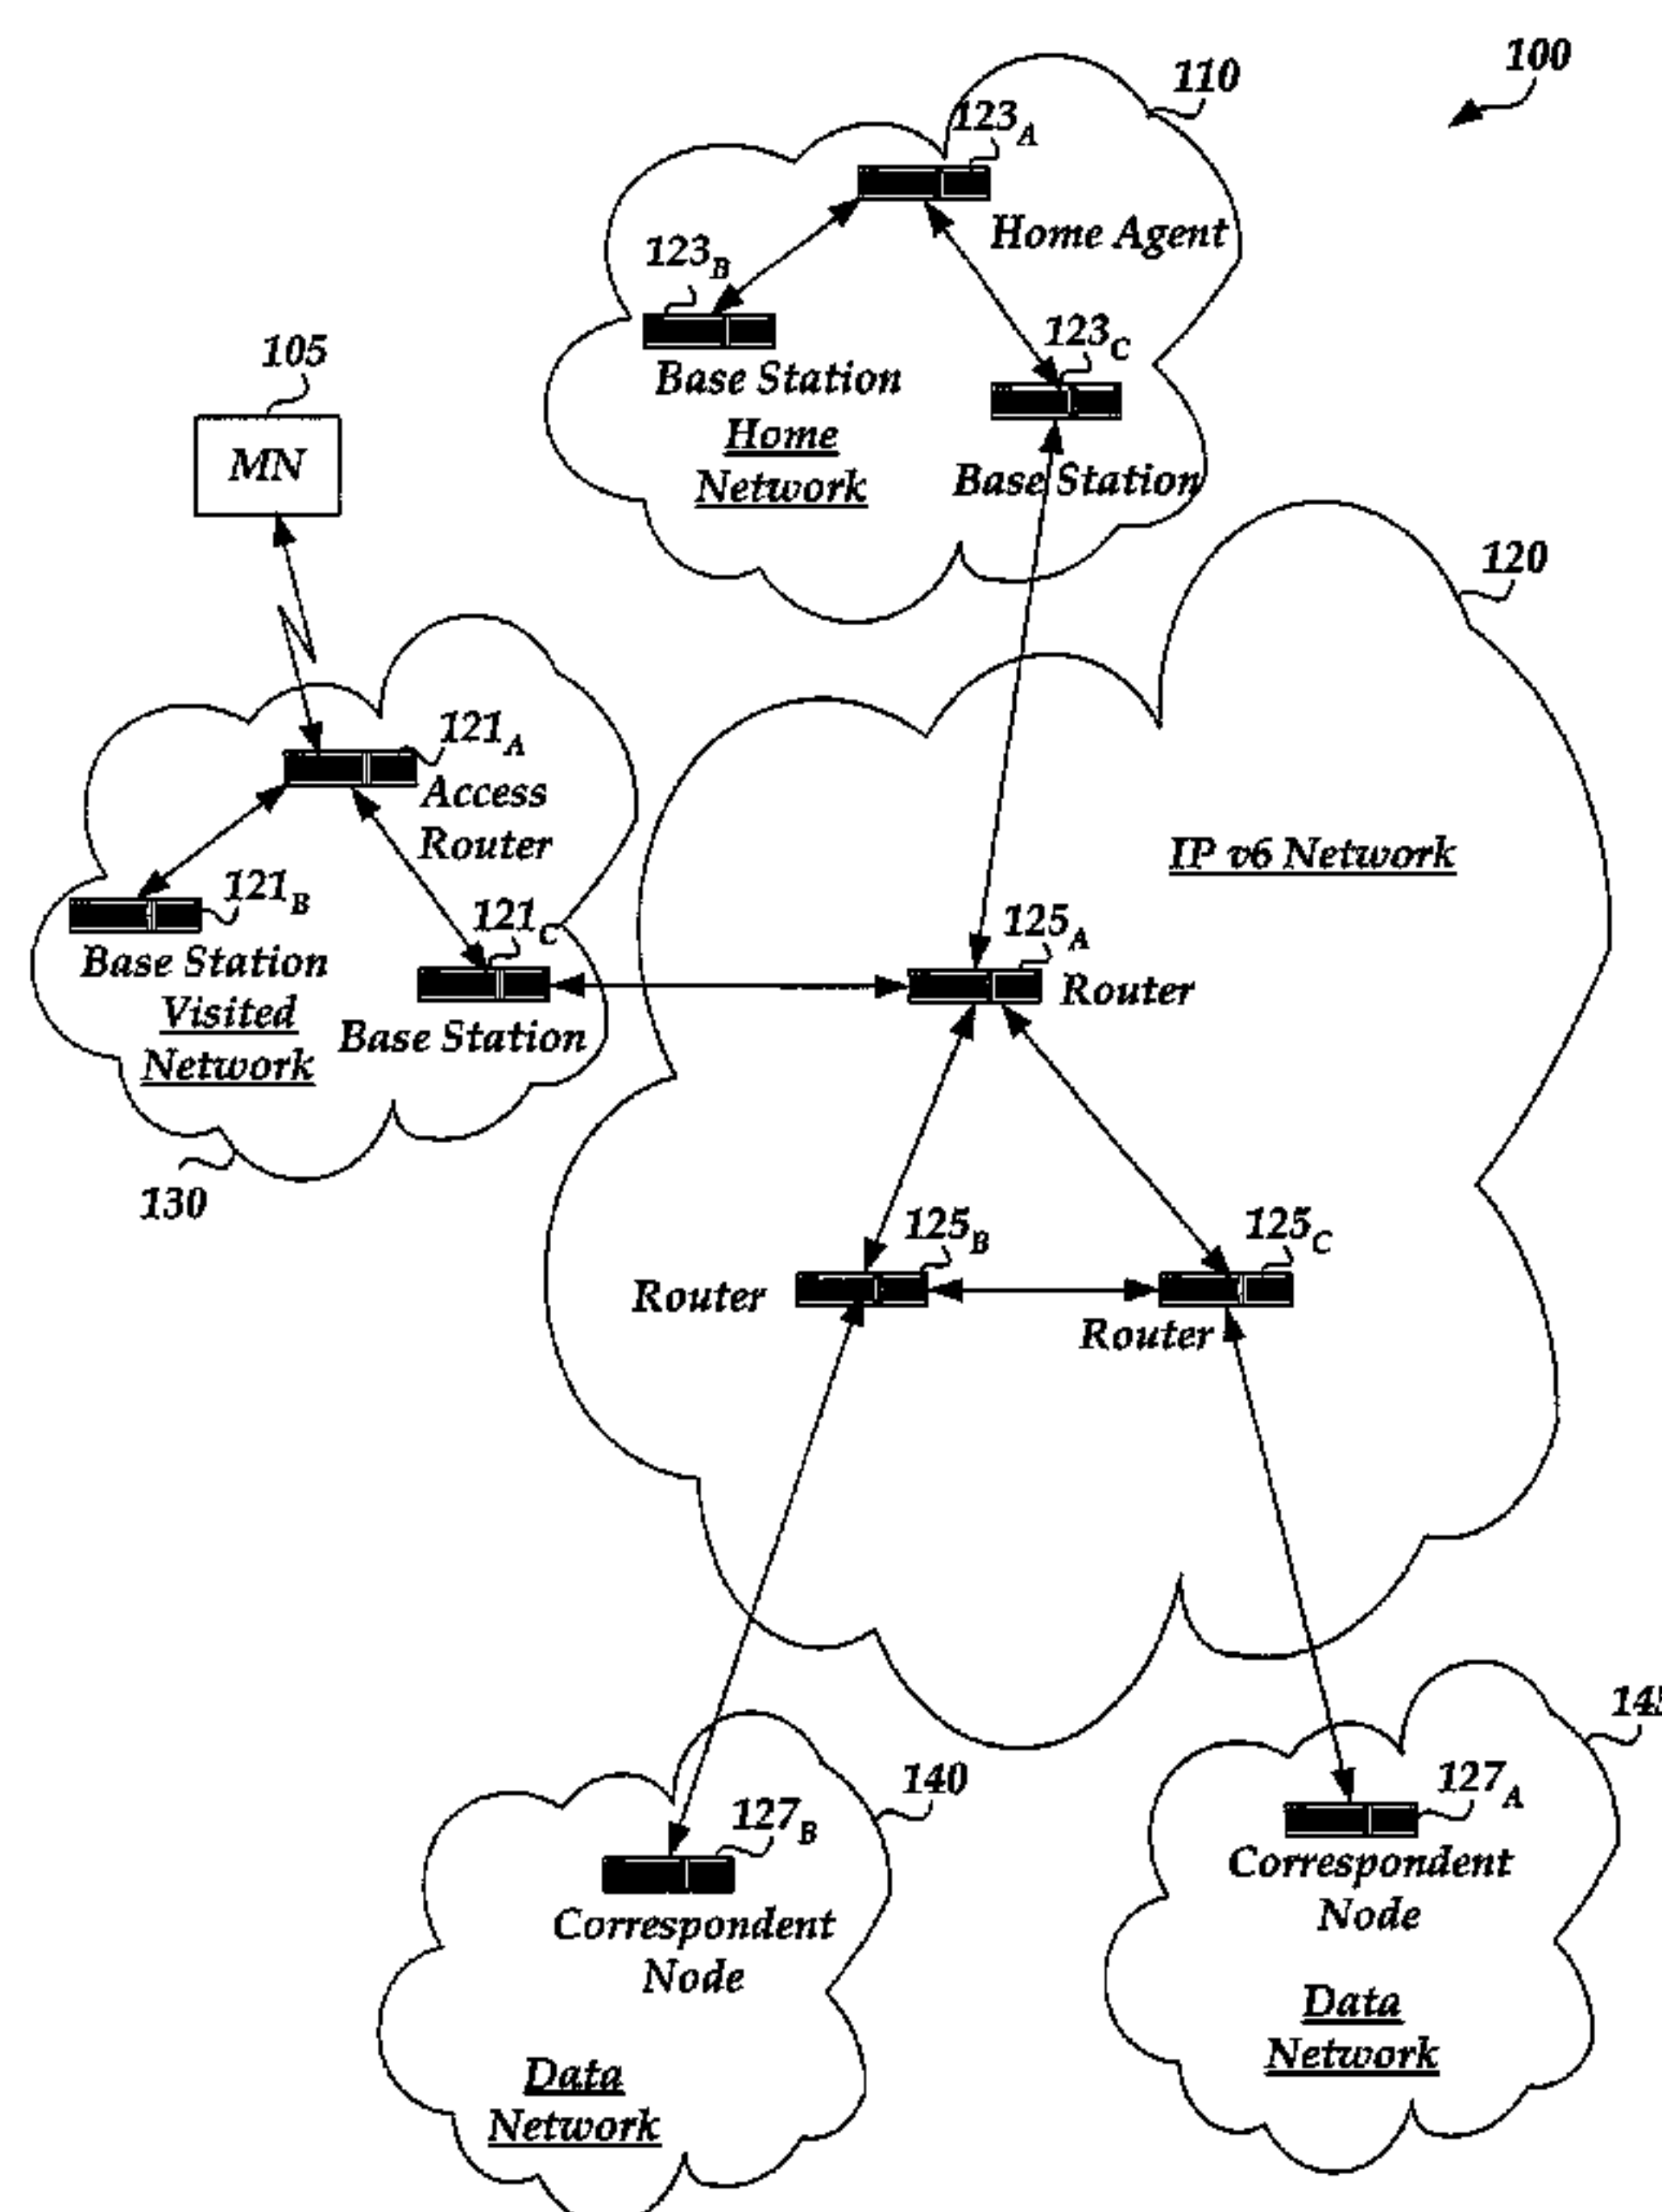 100
110
123A
Home Agent
123B
Base Station
Home
Network
123C
Base Station
105
MN
120
121A
Access
Router
121B
Base Station
Visited
Network
121C
Base Station
130
IP v6 Network
125A
Router
125B
Router
125C
Router
140
127B
Correspondent
Node
Data
Network
127A
Correspondent
Node
Data
Network